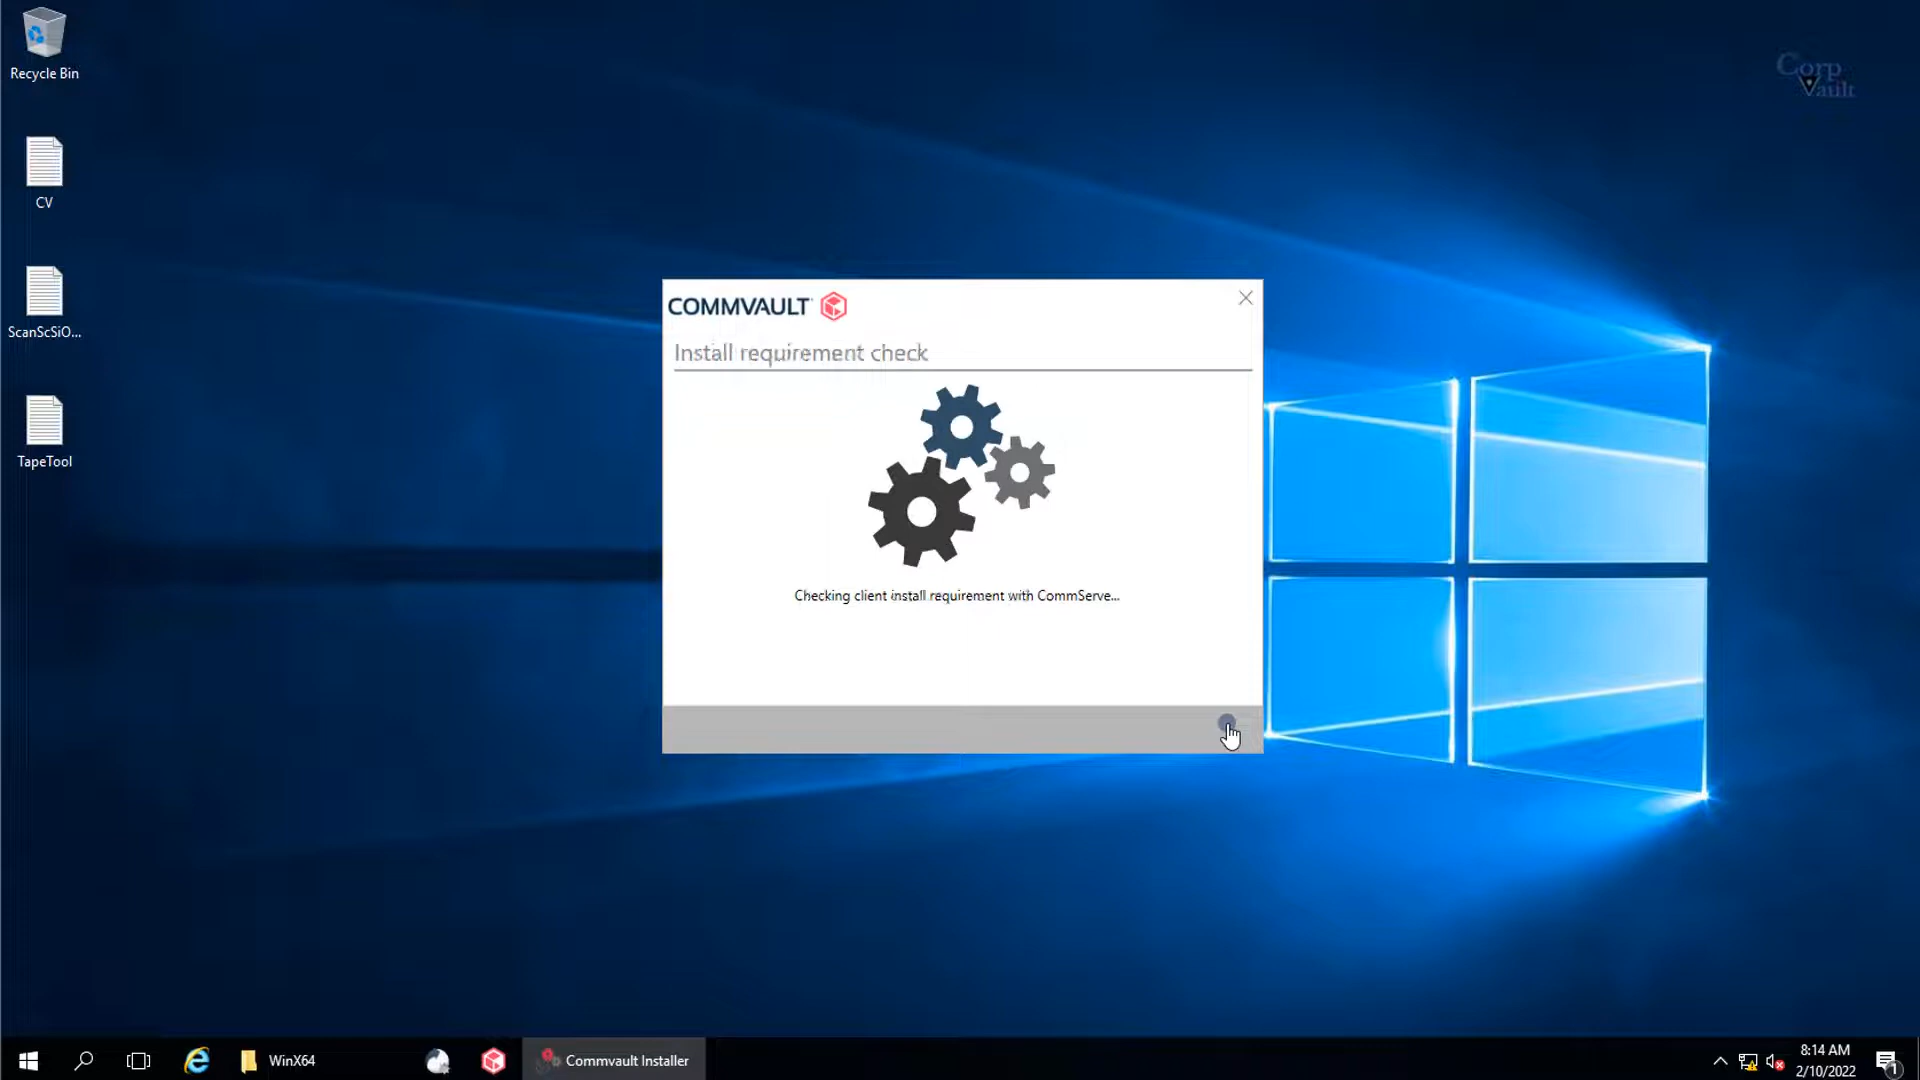 Recycle Bin
Corp
Vault
CV
ScanScSiO...
TapeTool
COMMVAULT
Install requirement check
Checking client install requirement with CommServe...
WinX64
Commvault Installer
8:14 AM
2/10/2022
1